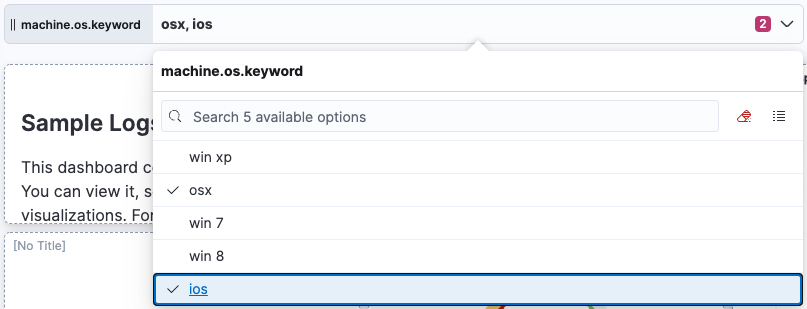 machine.os.keyword osx, ios 2
machine.os.keyword
Search 5 available options
Sample Logs
This dashboard
You can view it,
visualizations. For
[No Title]
win xp
osx
win 7
win 8
ios